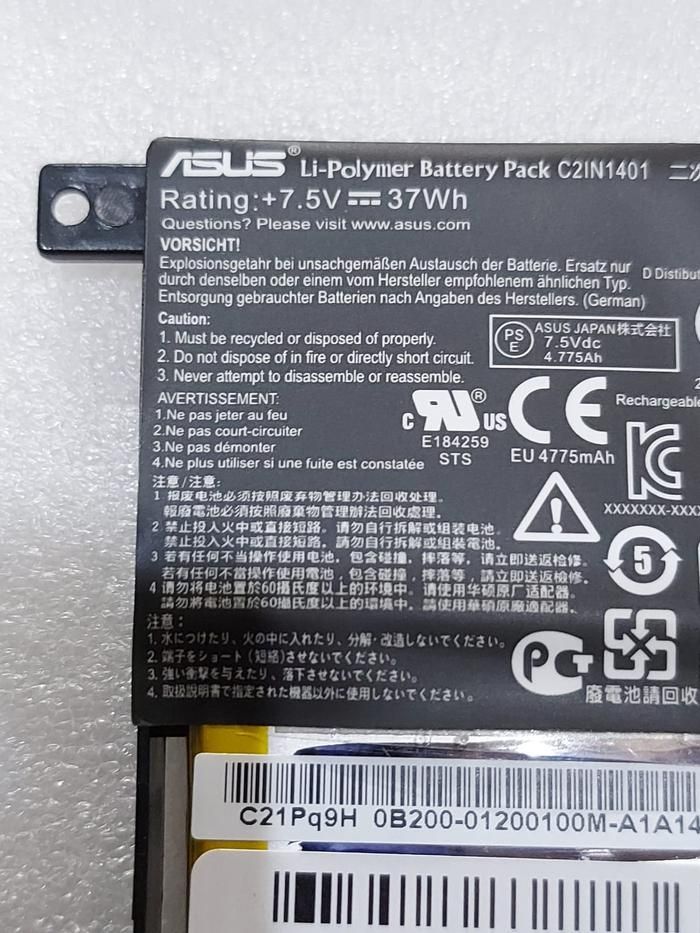 ASUS® Li-Polymer Battery Pack C2IN1401 二次
Rating:+7.5V 37Wh
Questions? Please visit www.asus.com
VORSICHT!
Explosionsgetahr bei unsachgemäßen Austausch der Batterie. Ersatz nur
durch denselben oder einem vom Hersteller empfohlenem ähnlichen Typ.
Entsorgung gebrauchter Batterien nach Angaben des Herstellers. (German)
D Distribut
Caution:
1. Must be recycled or disposed of properly.
2. Do not dispose of in fire or directly short circuit.
3. Never attempt to disassemble or reassemble.
PS
E
ASUS JAPAN株式会社
7.5Vdc
4.775Ah
AVERTISSEMENT:
1.Ne pas jeter au feu
2.Ne pas court-circuiter
3.Ne pas démonter
4.Ne plus utiliser si une fuite est constatée
c RU® US
E184259
STS
CE
EU 4775mAh
Rechargeable
KC
XXXXXXX-XXXX
注意/注意:
1 报废电池必须按照废弃物管理办法回收处理。
報廢電池必須按照廢棄物管理辦法回收處理。
2 禁止投入火中或直接短路。请勿自行拆解或组装电池。
禁止投入火中或直接短路。請勿自行拆解或組裝電池。
3 若有任何不当操作使用电池，包含碰撞，摔落等，请立即送返检修。
若有任何不當操作使用電池，包含碰撞，摔落等，請立即送返檢修。
4 请勿将电池置於60摄氏度以上的环境中。请使用华硕原厂适配器。
請勿將電池置於60攝氏度以上的環境中。請使用華碩原廠適配器。
5
注意：
1. 水につけたり、火の中に入れたり、分解・改造しないでください。
2. 端子をショート（短絡）させないでください。
3. 強い衝撃を与えたり、落下させないでください。
4. 取扱説明書で指定された機器以外に使用しないでください。
PCT
廢電池請回收
C21Pq9H 0B200-01200100M-A1A14